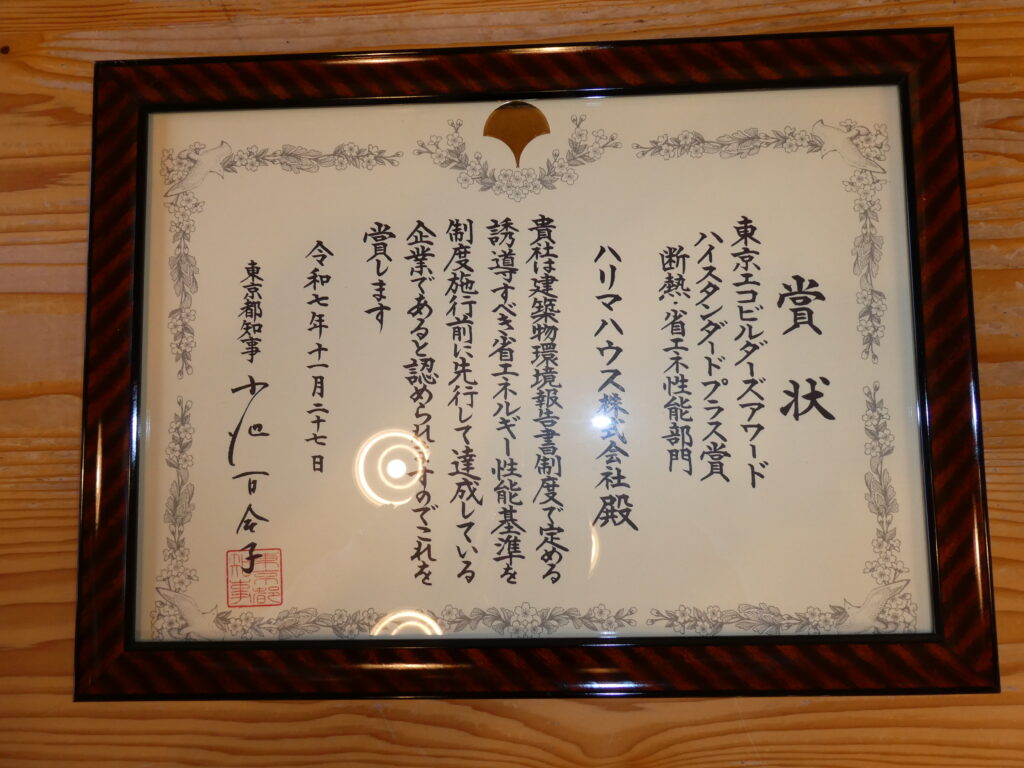 賞状
東京エコビルダーズアワード
ハイスタンダードプラス賞
断熱・省エネ性能部門
ハリマハウス株式会社 殿
貴社は建築物環境報告書制度で定める
誘導すべき省エネルギー性能基準を
制度施行前に先行して達成している
企業であると認められますのでこれを
賞します
令和七年十一月二十七日
東京都知事 小池百合子
東京都知事